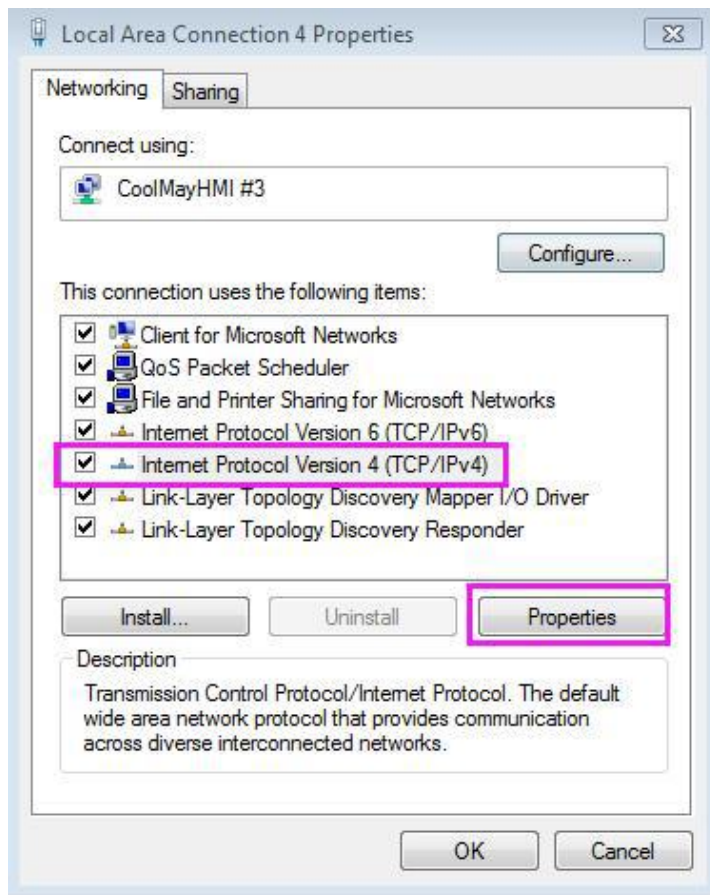 Local Area Connection 4 Properties
Networking
Sharing
Connect using:
CoolMayHMI #3
Configure...
This connection uses the following items:
Client for Microsoft Networks
QoS Packet Scheduler
File and Printer Sharing for Microsoft Networks
Internet Protocol Version 6 (TCP/IPv6)
Internet Protocol Version 4 (TCP/IPv4)
Link-Layer Topology Discovery Mapper I/O Driver
Link-Layer Topology Discovery Responder
Install...
Uninstall
Properties
Description
Transmission Control Protocol/Internet Protocol. The default
wide area network protocol that provides communication
across diverse interconnected networks.
OK
Cancel